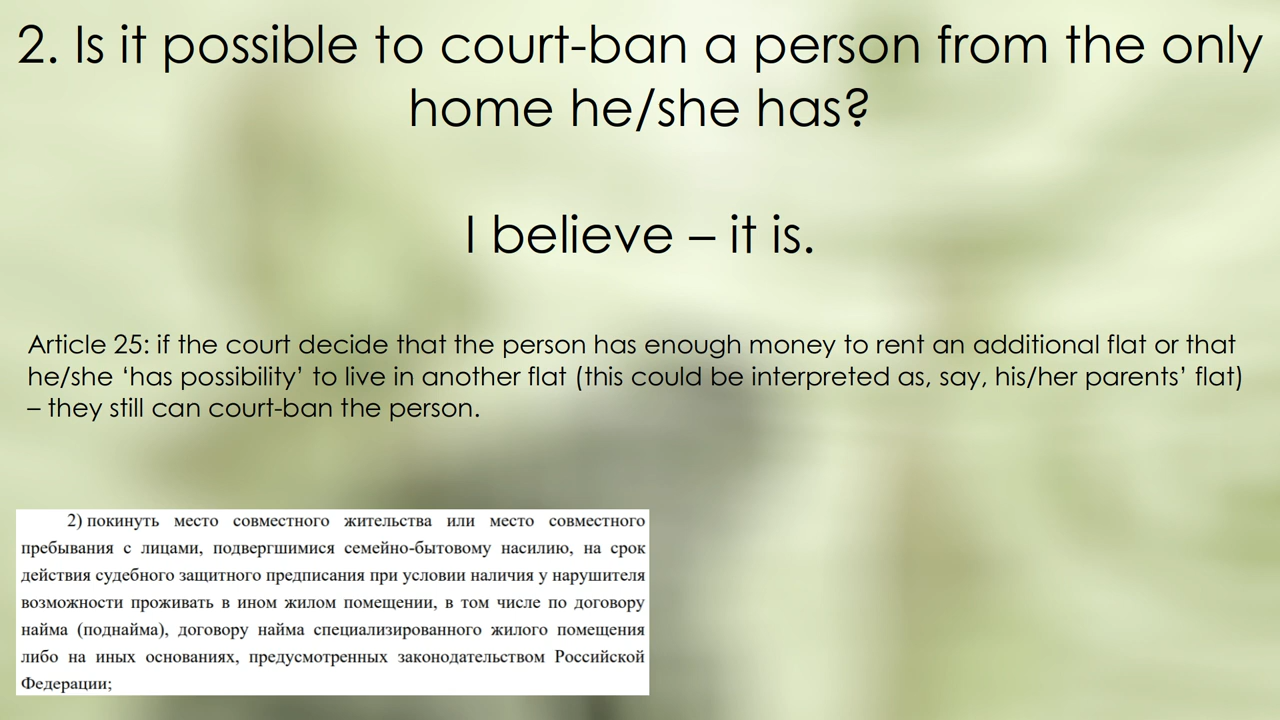 2. Is it possible to court-ban a person from the only
home he/she has?
I believe – it is.
Article 25: if the court decide that the person has enough money to rent an additional flat or that
he/she ‘has possibility’ to live in another flat (this could be interpreted as, say, his/her parents’ flat)
– they still can court-ban the person.
2) покинуть место совместного жительства или место совместного
пребывания с лицами, подвергшимися семейно-бытовому насилию, на срок
действия судебного защитного предписания при условии наличия у нарушителя
возможности проживать в ином жилом помещении, в том числе по договору
найма (поднайма), договору найма специализированного жилого помещения
либо на иных основаниях, предусмотренных законодательством Российской
Федерации;